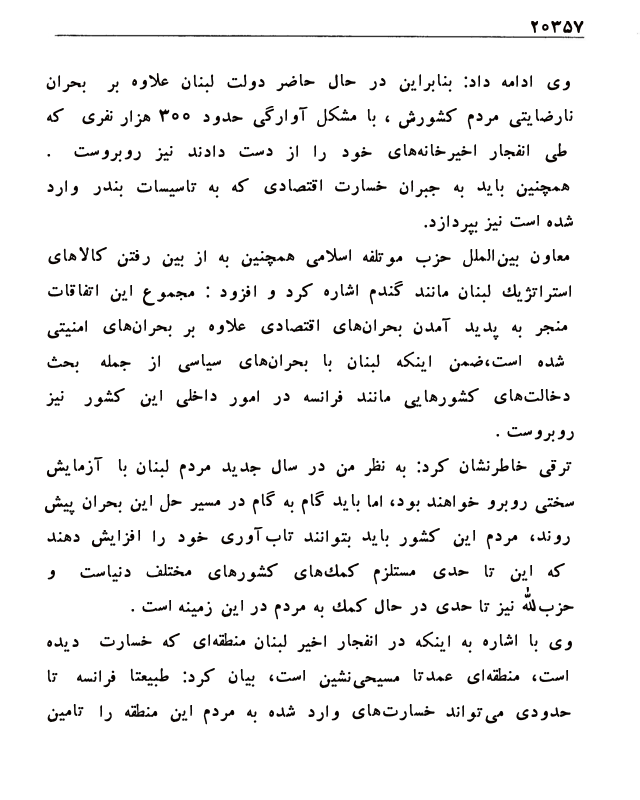 ۲۰۳۵۷
وی ادامه داد: بنابراین در حال حاضر دولت لبنان علاوه بر بحران
نارضایتی مردم کشورش ، با مشکل آوارگی حدود ۳۰۰ هزار نفری که
طی انفجار اخیرخانه‌های خود را از دست دادند نیز روبروست .
همچنین باید به جبران خسارت اقتصادی که به تاسیسات بندر وارد
شده است نیز بپردازد.
معاون بین‌الملل حزب موتلفه اسلامی همچنین به از بین رفتن کالاهای
استراتژیك لبنان مانند گندم اشاره کرد و افزود : مجموع این اتفاقات
منجر به پدید آمدن بحران‌های اقتصادی علاوه بر بحران‌های امنیتی
شده است،ضمن اینکه لبنان با بحران‌های سیاسی از جمله بحث
دخالت‌های کشورهایی مانند فرانسه در امور داخلی این کشور نیز
روبروست .
ترقی خاطرنشان کرد: به نظر من در سال جدید مردم لبنان با آزمایش
سختی روبرو خواهند بود، اما باید گام به گام در مسیر حل این بحران پیش
روند، مردم این کشور باید بتوانند تاب‌آوری خود را افزایش دهند
که این تا حدی مستلزم کمك‌های کشورهای مختلف دنیاست و
حزب‌الله نیز تا حدی در حال کمك به مردم در این زمینه است .
وی با اشاره به اینکه در انفجار اخیر لبنان منطقه‌ای که خسارت دیده
است، منطقه‌ای عمدتا مسیحی‌نشین است، بیان کرد: طبیعتا فرانسه تا
حدودی می‌تواند خسارت‌های وارد شده به مردم این منطقه را تامین